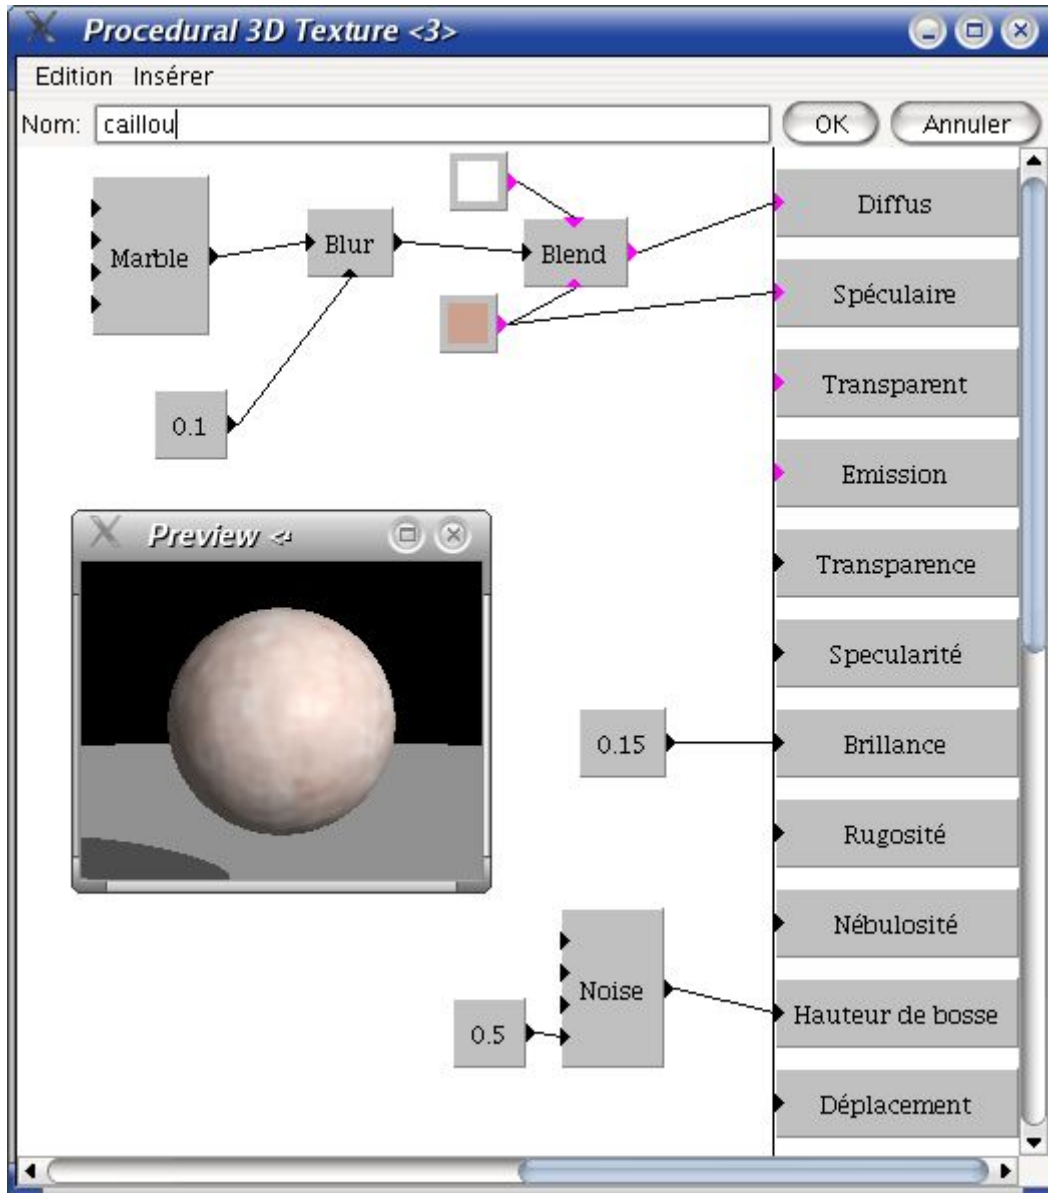 Procedural 3D Texture <3>
Edition Insérer
Nom: caillou OK Annuler
Marble
Blur
Blend
0.1
Preview <
0.15
Noise
0.5
Diffus
Spéculaire
Transparent
Emission
Transparence
Specularité
Brillance
Rugosité
Nébulosité
Hauteur de bosse
Déplacement